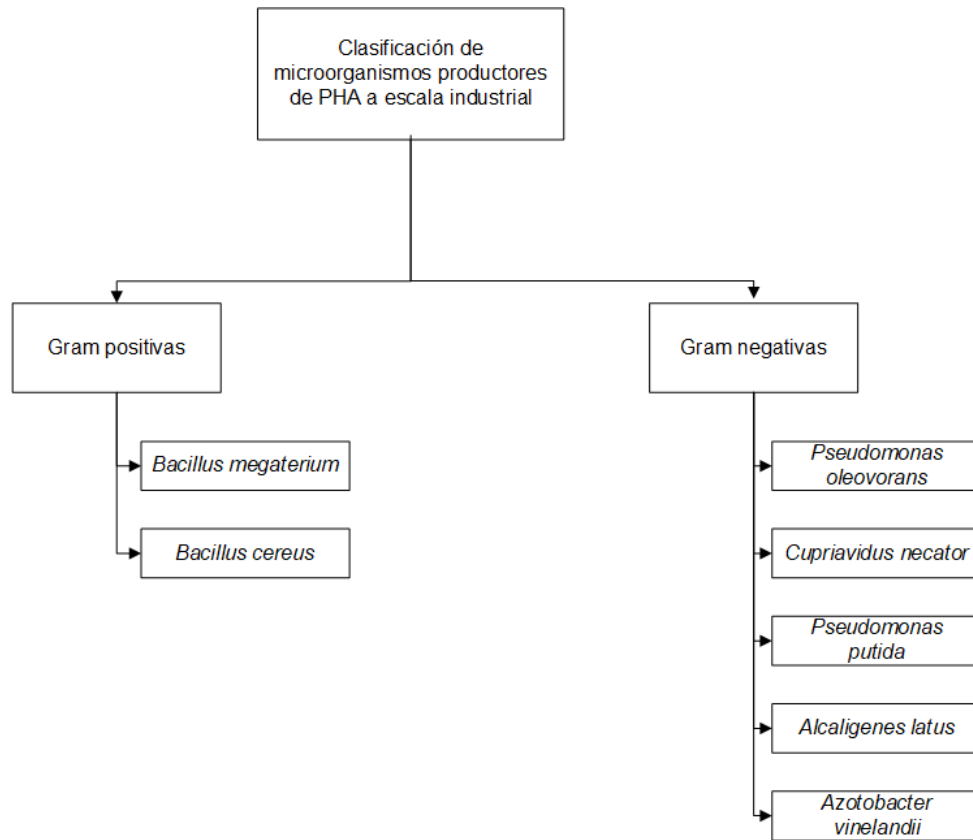 Clasificación de
microorganismos productores
de PHA a escala industrial
Gram positivas
Gram negativas
Bacillus megaterium
Bacillus cereus
Pseudomonas
oleovorans
Cupriavidus necator
Pseudomonas
putida
Alcaligenes latus
Azotobacter
vinelandii